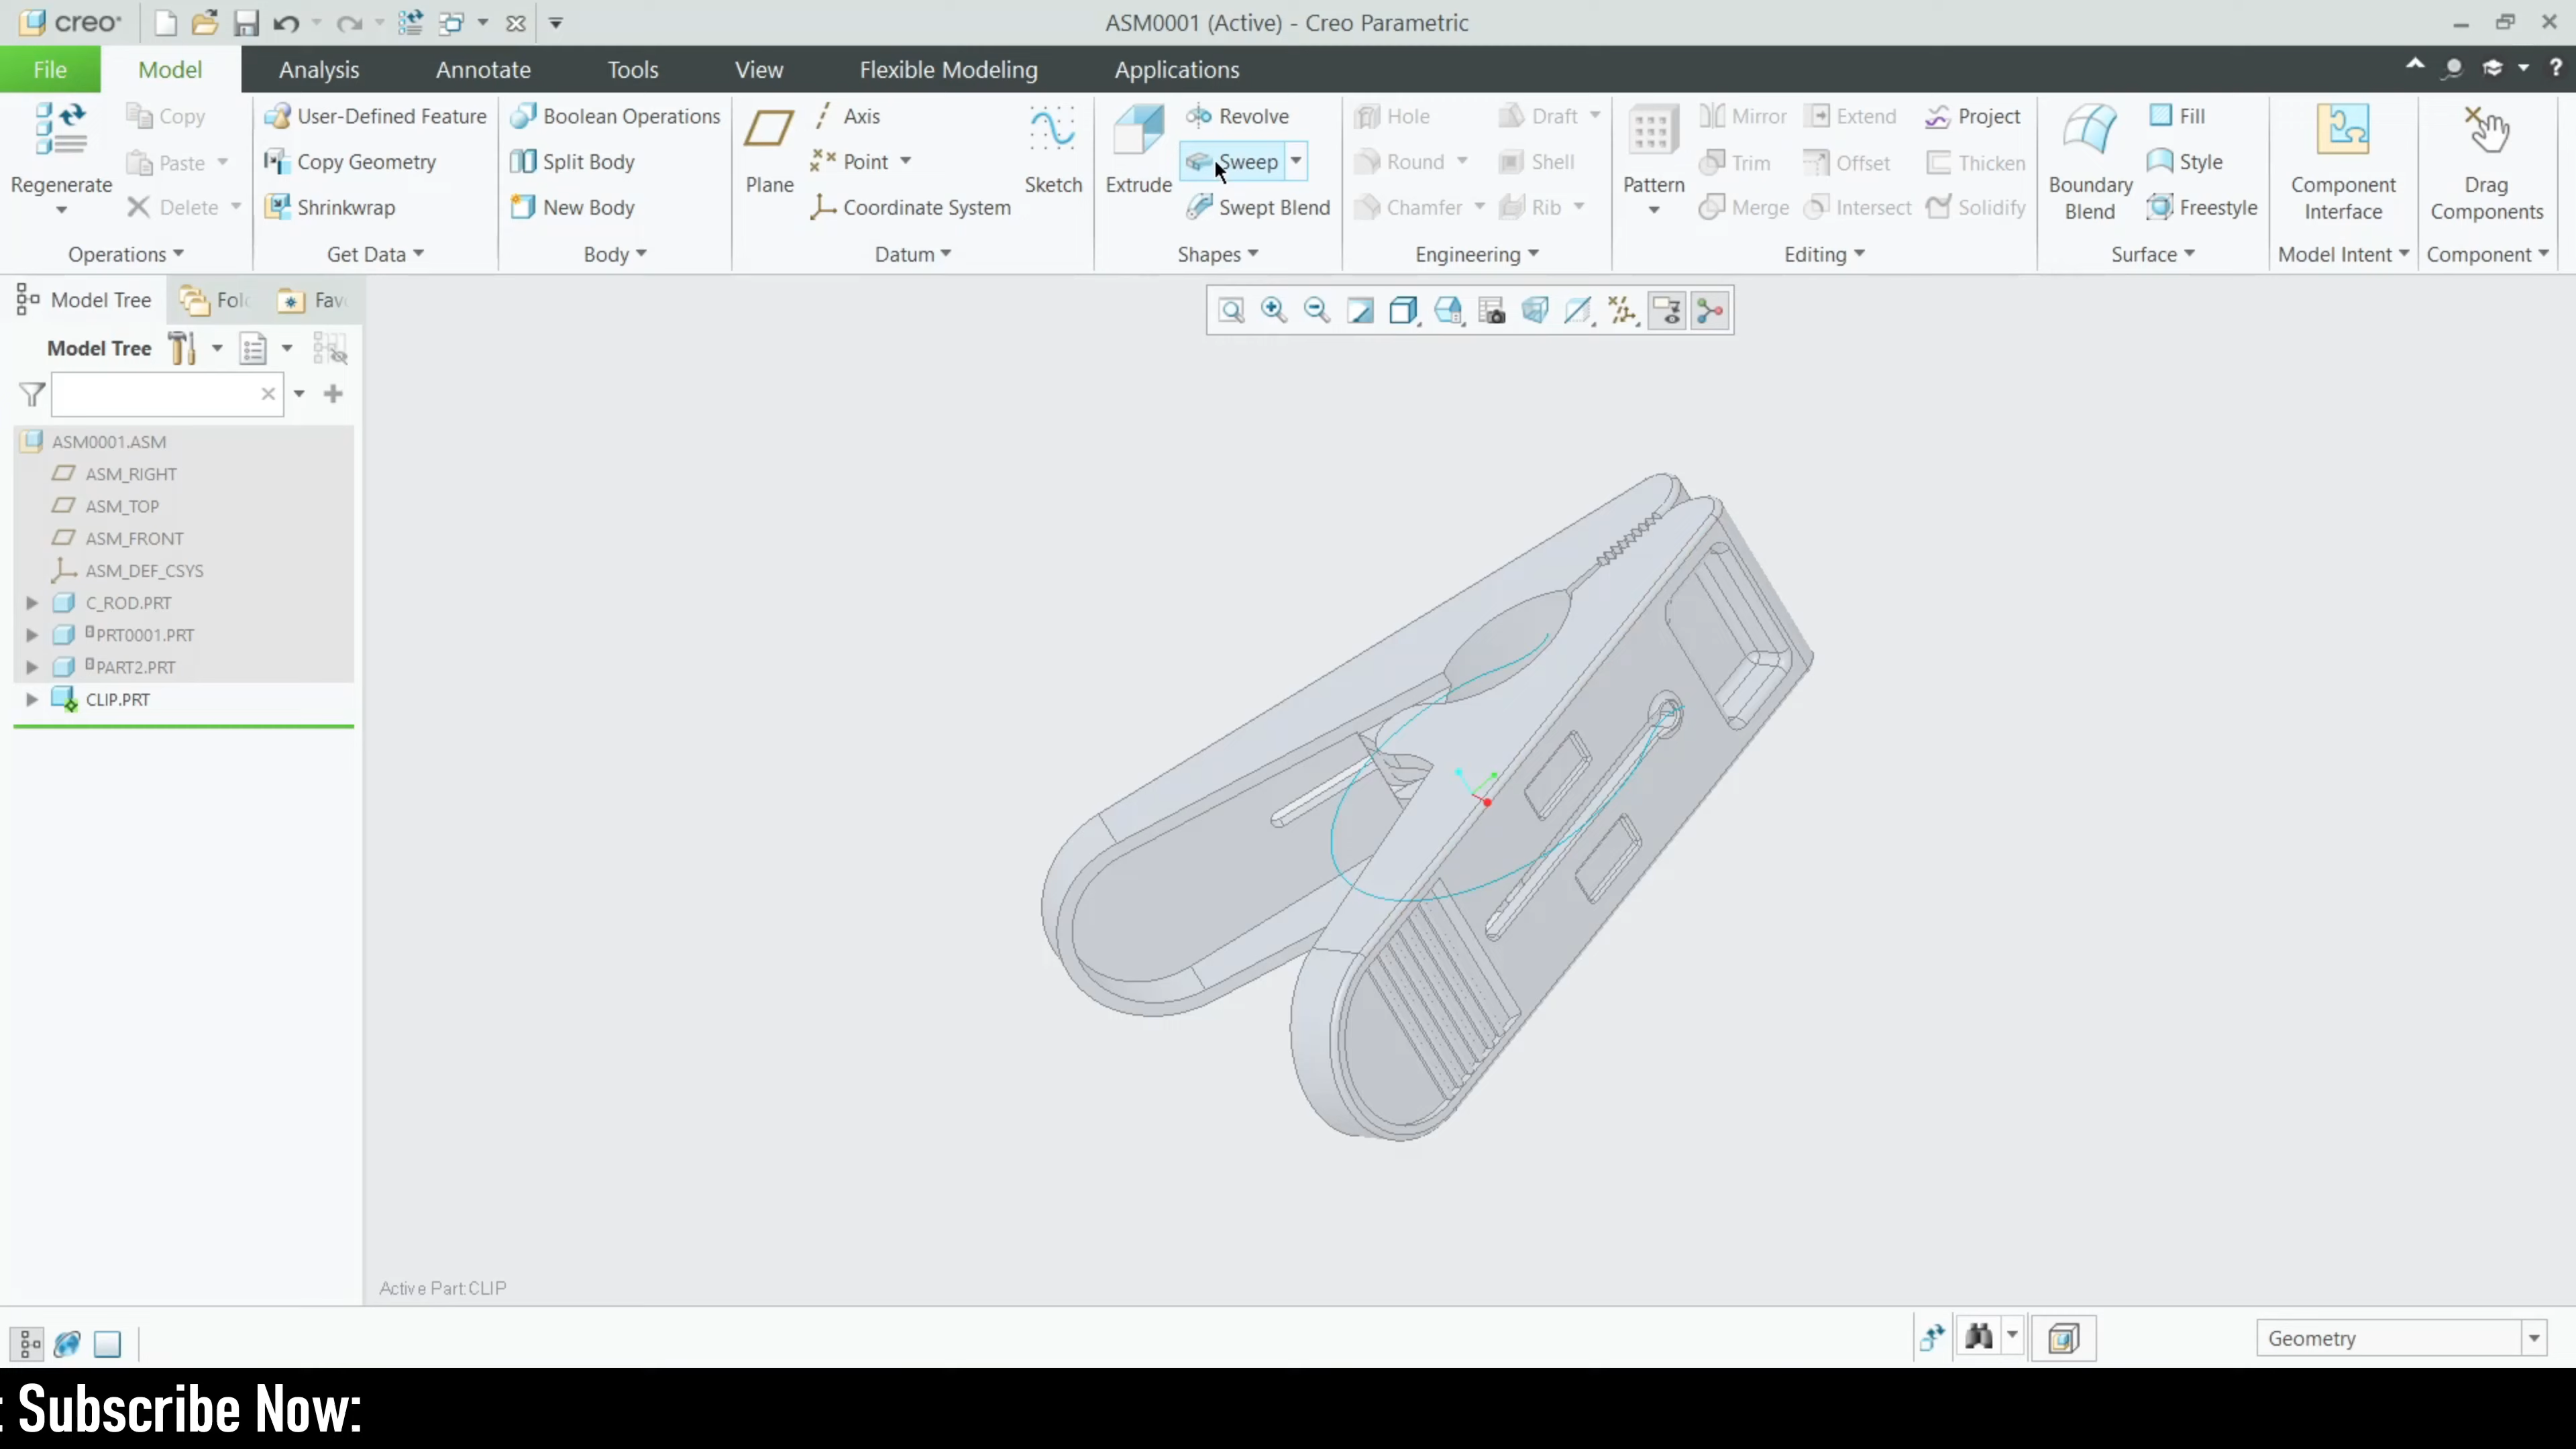 creo
ASM0001 (Active) - Creo Parametric
File Model Analysis Annotate Tools View Flexible Modeling Applications
Regenerate
Copy
Paste
Delete
Operations
User-Defined Feature
Copy Geometry
Shrinkwrap
Get Data
Boolean Operations
Split Body
New Body
Body
Plane
Axis
Point
Coordinate System
Sketch
Datum
Extrude
Revolve
Sweep
Swept Blend
Shapes
Hole
Round
Chamfer
Draft
Shell
Rib
Engineering
Pattern
Mirror
Trim
Merge
Extend
Offset
Intersect
Project
Thicken
Solidify
Editing
Boundary
Blend
Fill
Style
Freestyle
Surface
Component
Interface
Model Intent
Drag
Components
Component
Model Tree Fol Fav
Model Tree
ASM0001.ASM
ASM_RIGHT
ASM_TOP
ASM_FRONT
ASM_DEF_CSYS
C_ROD.PRT
PRT0001.PRT
PART2.PRT
CLIP.PRT
Active Part:CLIP
Geometry
: Subscribe Now: